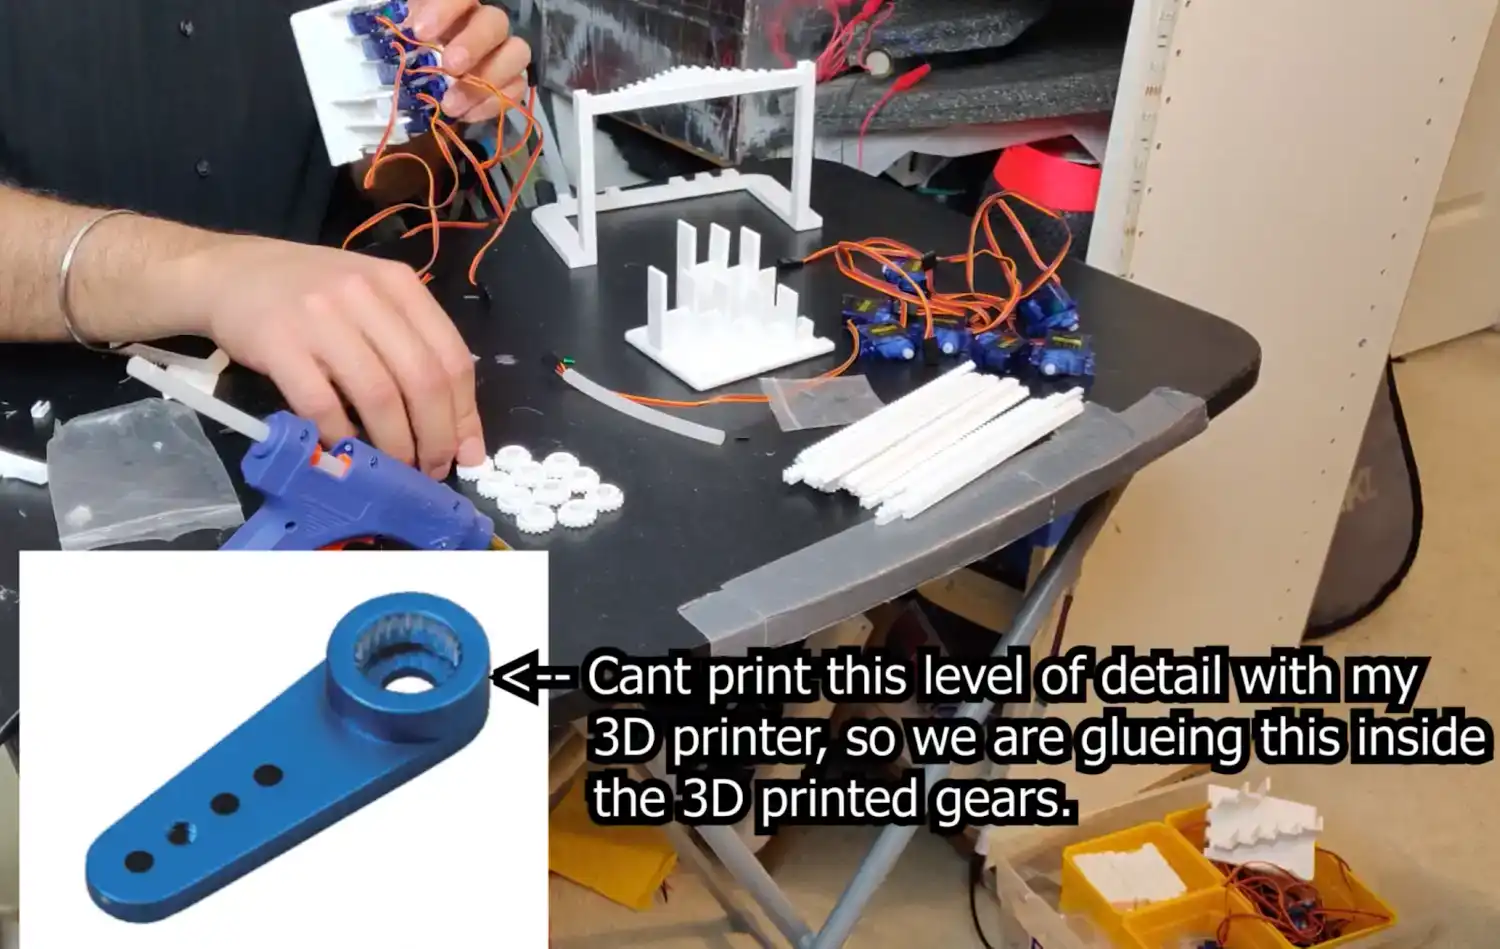 <-- Cant print this level of detail with my
3D printer, so we are glueing this inside
the 3D printed gears.